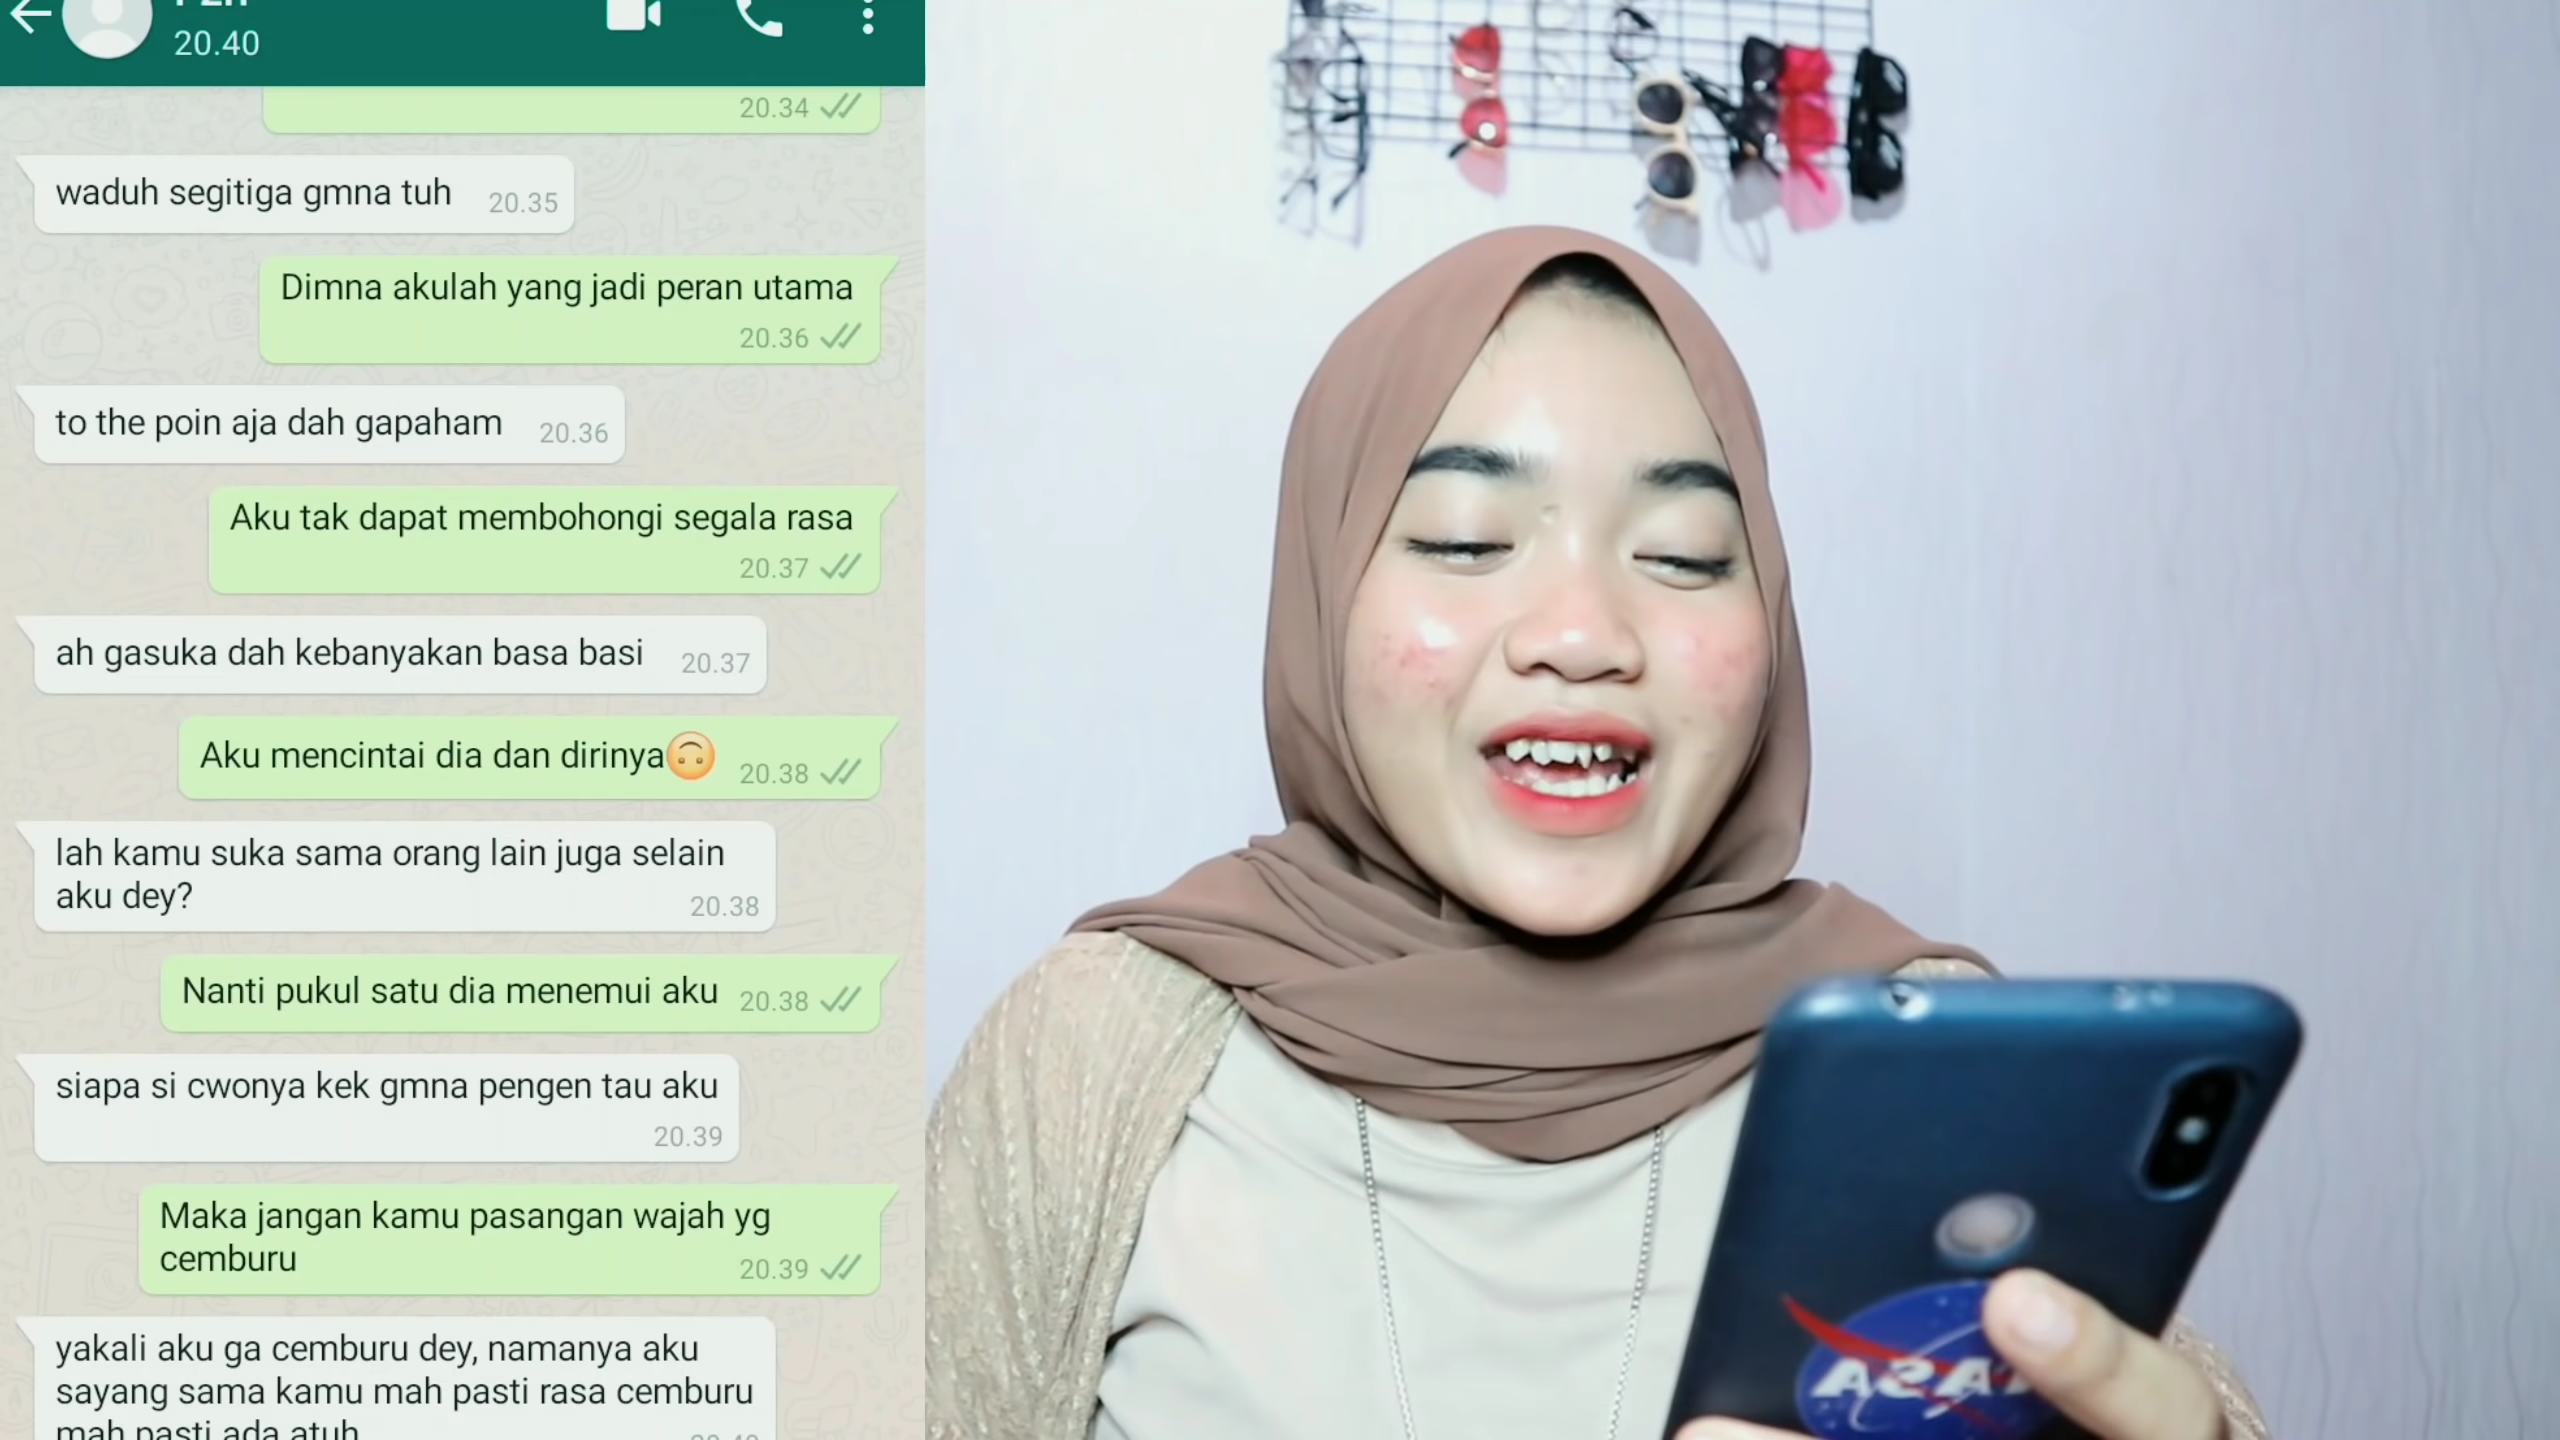 20.40
20.34
waduh segitiga gmna tuh 20.35
Dimna akulah yang jadi peran utama
20.36
to the poin aja dah gapaham 20.36
Aku tak dapat membohongi segala rasa
20.37
ah gasuka dah kebanyakan basa basi 20.37
Aku mencintai dia dan dirinya🙃 20.38
lah kamu suka sama orang lain juga selain
aku dey? 20.38
Nanti pukul satu dia menemui aku 20.38
siapa si cwonya kek gmna pengen tau aku
20.39
Maka jangan kamu pasangan wajah yg
cemburu 20.39
yakali aku ga cemburu dey, namanya aku
sayang sama kamu mah pasti rasa cemburu
mah pasti ada atuh
NASA